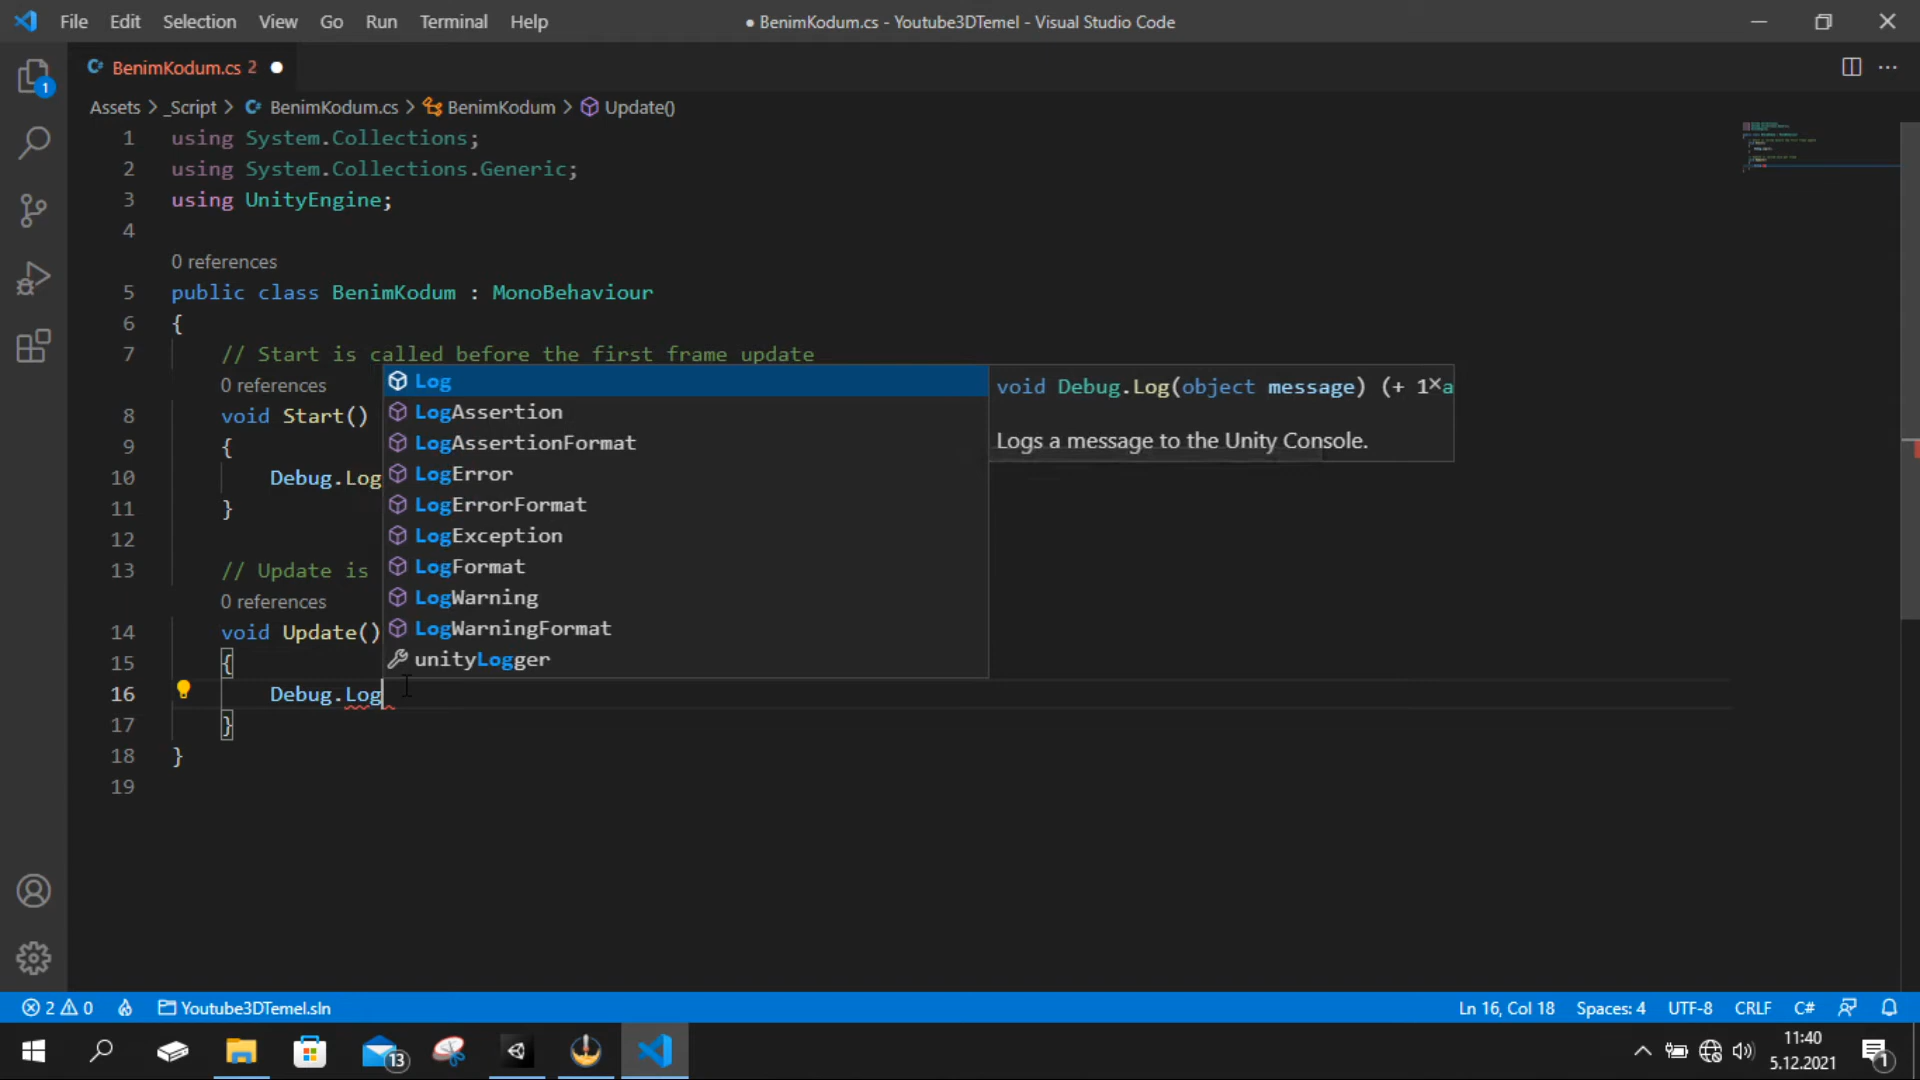 File Edit Selection View Go Run Terminal Help
● BenimKodum.cs - Youtube3DTemel - Visual Studio Code
BenimKodum.cs 2
1
Assets > _Script > BenimKodum.cs > BenimKodum > Update()
1 using System.Collections;
2 using System.Collections.Generic;
3 using UnityEngine;
4
0 references
5 public class BenimKodum : MonoBehaviour
6 {
7 // Start is called before the first frame update
0 references
8 void Start()
9 {
10 Debug.Log
11 }
12
13 // Update is
0 references
14 void Update()
15 {
16 Debug.Log
17 }
18 }
19
Log
LogAssertion
LogAssertionFormat
LogError
LogErrorFormat
LogException
LogFormat
LogWarning
LogWarningFormat
unityLogger
void Debug.Log(object message) (+ 1
Logs a message to the Unity Console.
2 0 Youtube3DTemel.sln
Ln 16, Col 18 Spaces: 4 UTF-8 CRLF C#
13
11:40
5.12.2021
1